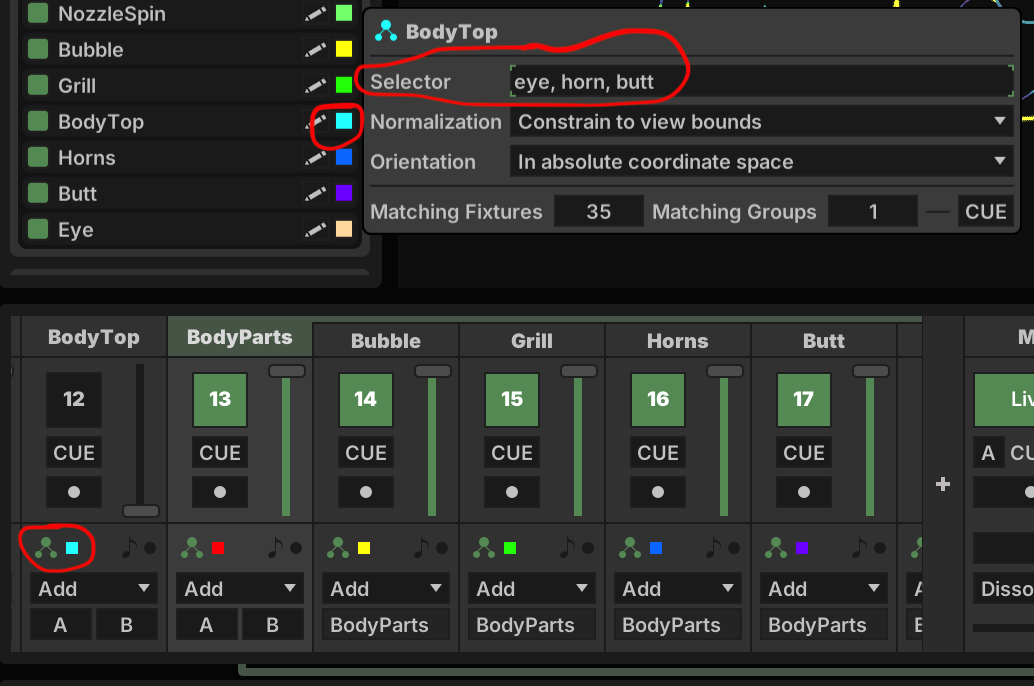 NozzleSpin
Bubble
Grill
BodyTop
Horns
Butt
Eye
BodyTop
Selector eye, horn, butt
Normalization Constrain to view bounds
Orientation In absolute coordinate space
Matching Fixtures 35 Matching Groups 1 CUE
BodyTop BodyParts Bubble Grill Horns Butt M
12 13 14 15 16 17 Liv
CUE CUE CUE CUE CUE CUE A CU
Add Add Add Add Add Add A Disso
A B A B BodyParts BodyParts BodyParts BodyParts